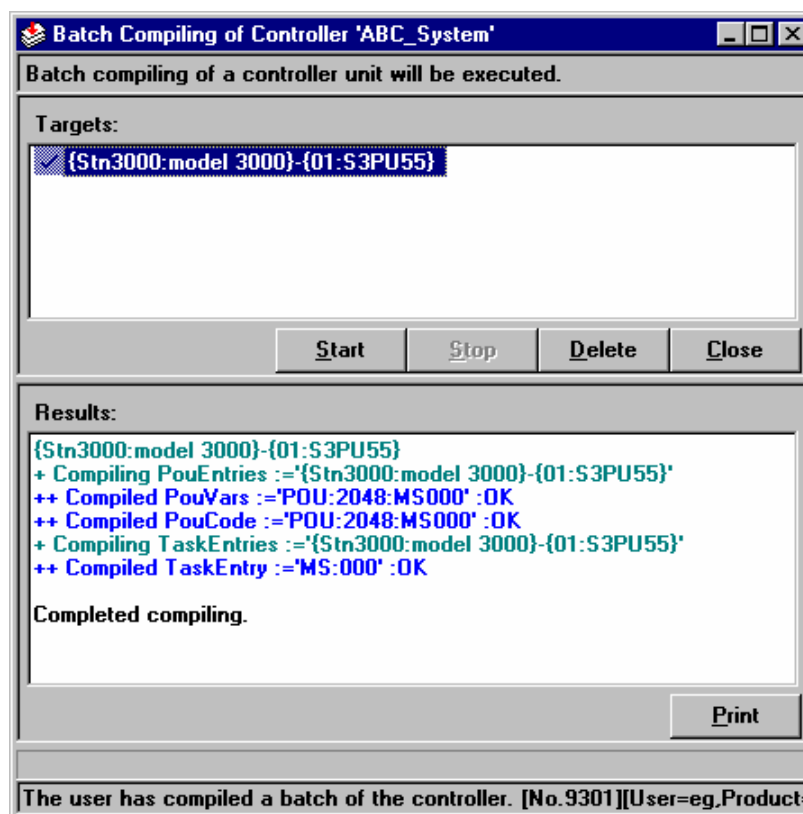 Batch Compiling of Controller 'ABC_System'
Batch compiling of a controller unit will be executed.
Targets:
{Stn3000:model 3000}-{01:S3PU55}
Start Stop Delete Close
Results:
{Stn3000:model 3000}-{01:S3PU55}
+ Compiling PouEntries :='{Stn3000:model 3000}-{01:S3PU55}'
++ Compiled PouVars :='POU:2048:MS000' :OK
++ Compiled PouCode :='POU:2048:MS000' :OK
+ Compiling TaskEntries :='{Stn3000:model 3000}-{01:S3PU55}'
++ Compiled TaskEntry :='MS:000' :OK
Completed compiling.
Print
The user has compiled a batch of the controller. [No.9301][User=eg,Product=